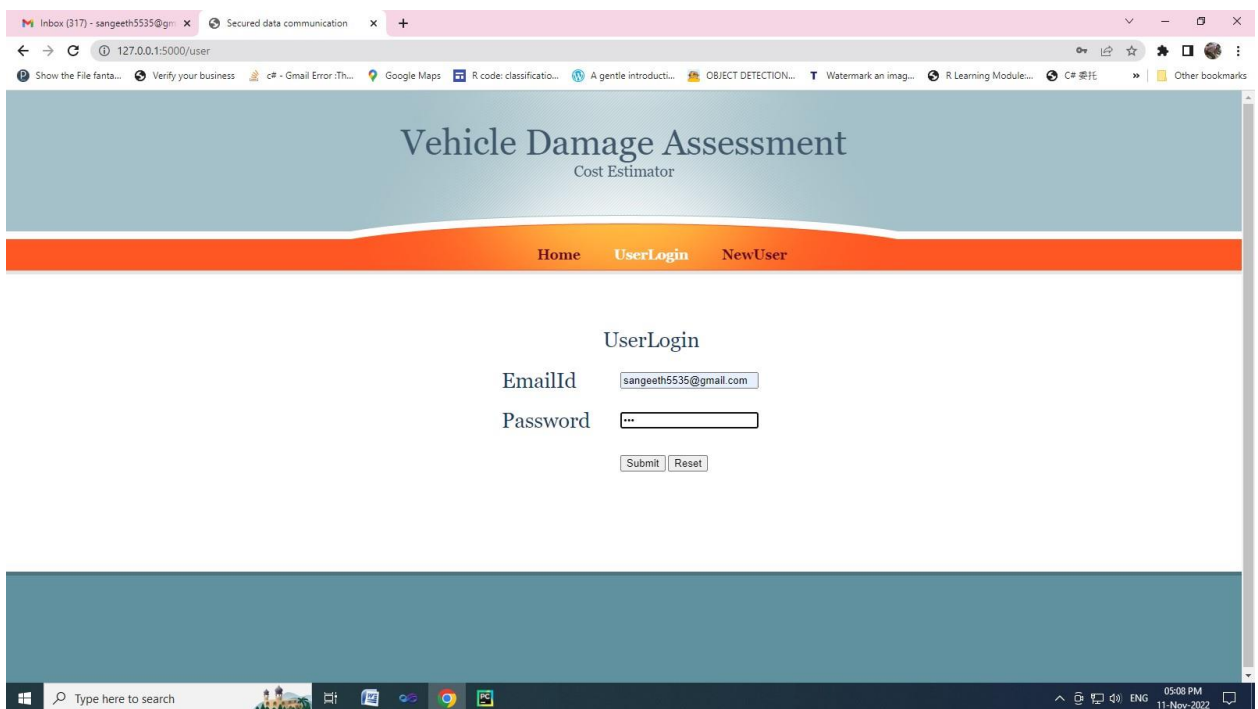 Inbox (317) - sangeeth5535@gm
Secured data communication
127.0.0.1:5000/user
Show the File fanta...
Verify your business
c# - Gmail Error :Th...
Google Maps
R code: classificatio...
A gentle introducti...
OBJECT DETECTION...
Watermark an imag...
R Learning Module:...
C# 委托
»
Other bookmarks
Vehicle Damage Assessment
Cost Estimator
Home UserLogin NewUser
UserLogin
EmailId sangeeth5535@gmail.com
Password •••
Submit Reset
Type here to search
ENG
05:08 PM
11-Nov-2022